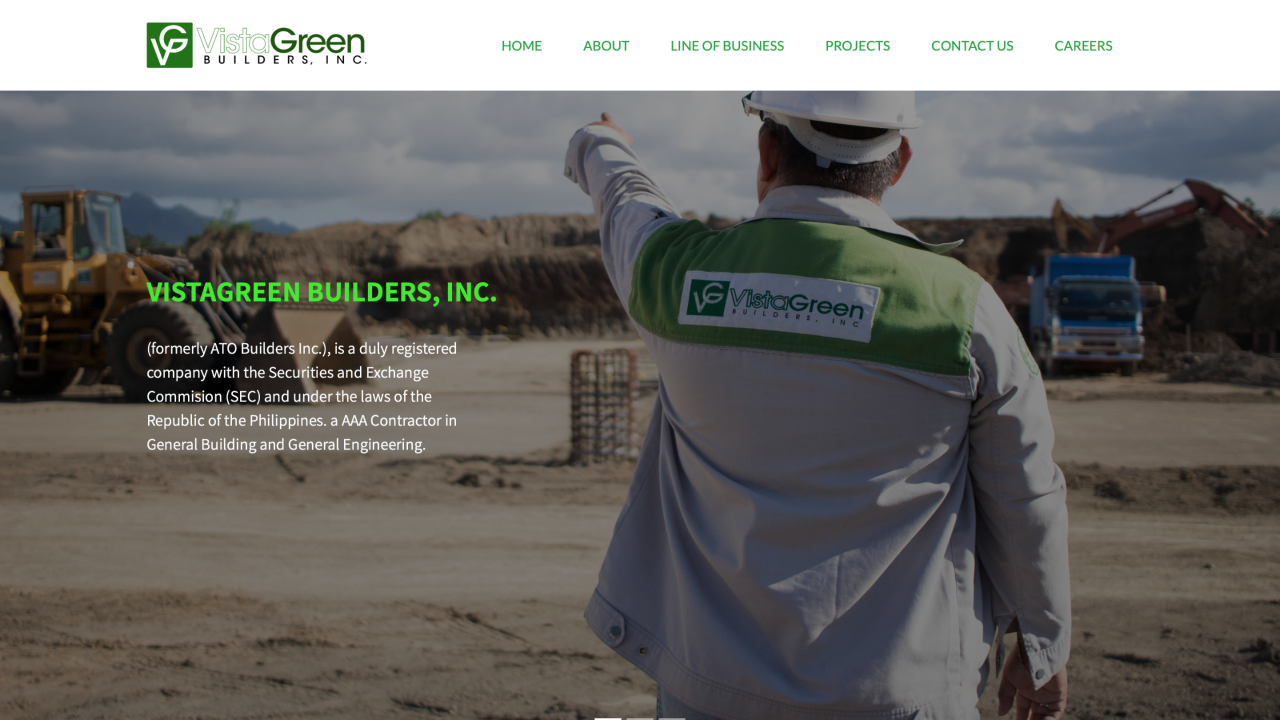 VistaGreen
BUILDERS, INC.
HOME
ABOUT
LINE OF BUSINESS
PROJECTS
CONTACT US
CAREERS
VISTAGREEN BUILDERS, INC.
(formerly ATO Builders Inc.), is a duly registered
company with the Securities and Exchange
Commision (SEC) and under the laws of the
Republic of the Philippines. a AAA Contractor in
General Building and General Engineering.
VistaGreen
BUILDERS, INC